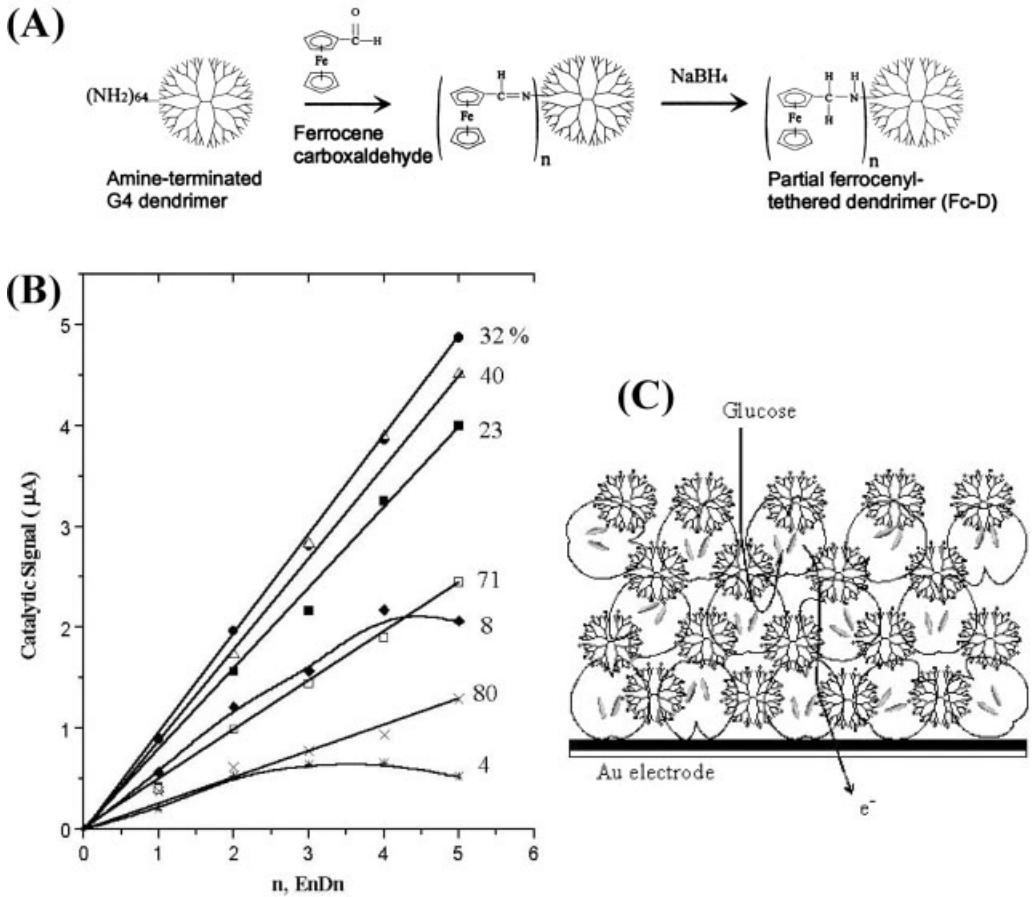 (A)
O
C
H
Fe
(NH2)64
Ferrocene
carboxaldehyde
Amine-terminated
G4 dendrimer
H
C
N
Fe
n
NaBH4
H
H
C
N
H
Fe
n
Partial ferrocenyl-
tethered dendrimer (Fc-D)
(B)
Catalytic Signal ( μA)
5
4
3
2
1
0
0
1
2
3
4
5
6
n, EnDn
32 %
40
23
71
8
80
4
(C)
Glucose
Au electrode
e-